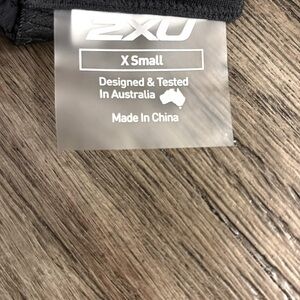 2XU
X Small
Designed & Tested
In Australia
Made In China